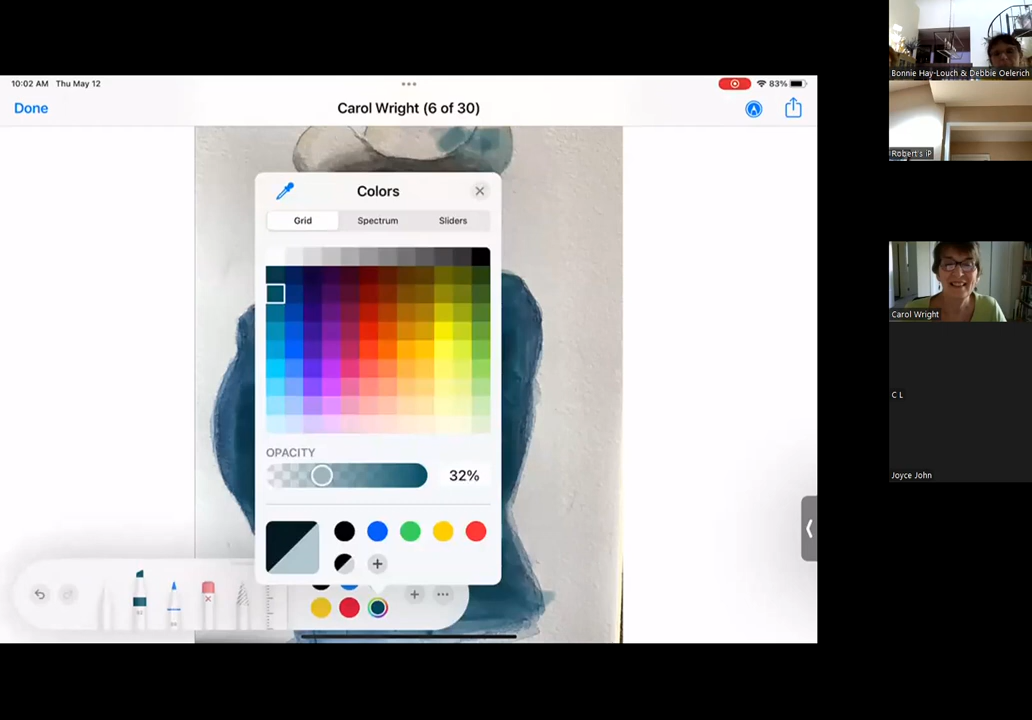 10:02 AM Thu May 12
83%
Done
Carol Wright (6 of 30)
Colors
Grid Spectrum Sliders
OPACITY
32%
Bonnie Hay-Louch & Debbie Oelerich
Robert's iP
Carol Wright
C L
Joyce John